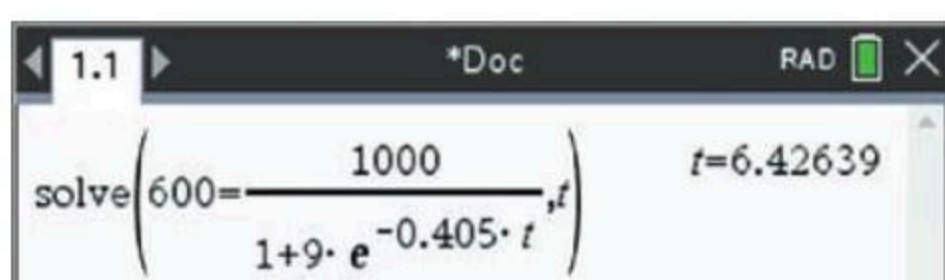 1.1 *Doc RAD
solve(600=1000/(1+9·e^(-0.405·t),t) t=6.42639